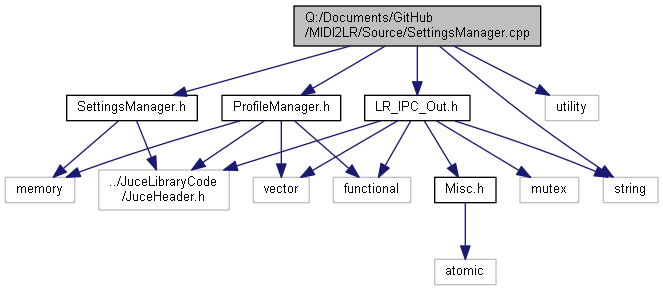 Q:/Documents/GitHub
/MIDI2LR/Source/SettingsManager.cpp
SettingsManager.h
ProfileManager.h
LR_IPC_Out.h
utility
memory
../JuceLibraryCode
/JuceHeader.h
vector
functional
Misc.h
mutex
string
atomic